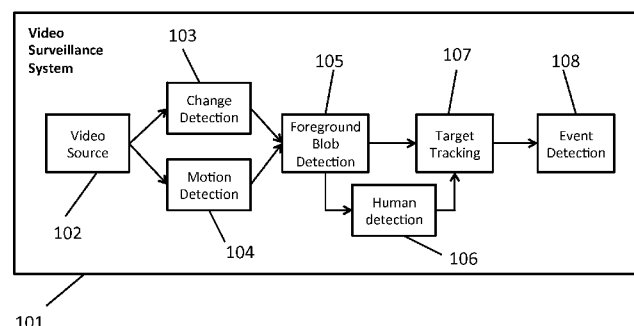 Video
Surveillance
System
103
Change
Detection
105
107
108
Video
Source
102
Foreground
Blob
Detection
Target
Tracking
Event
Detection
Motion
Detection
104
Human
detection
106
101